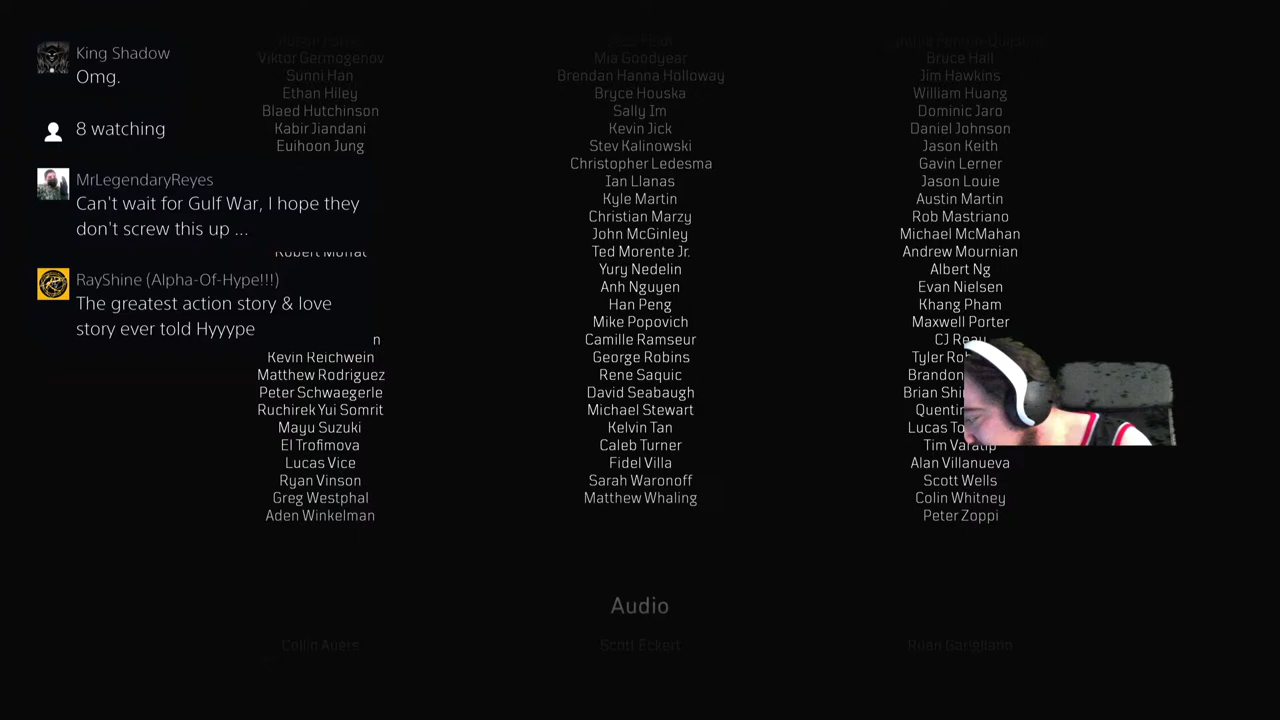 King Shadow
Omg.
8 watching
MrLegendaryReyes
Can't wait for Gulf War, I hope they
don't screw this up ...
RayShine (Alpha-Of-Hype!!!)
The greatest action story & love
story ever told Hyyype
Viktor Germogenov
Sunni Han
Ethan Hiley
Blaed Hutchinson
Kabir Jiandani
Euihoon Jung
n
Kevin Reichwein
Matthew Rodriguez
Peter Schwaegerle
Ruchirek Yui Somrit
Mayu Suzuki
El Trofimova
Lucas Vice
Ryan Vinson
Greg Westphal
Aden Winkelman
Mia Goodyear
Brendan Hanna Holloway
Bryce Houska
Sally Im
Kevin Jick
Stev Kalinowski
Christopher Ledesma
Ian Llanas
Kyle Martin
Christian Marzy
John McGinley
Ted Morente Jr.
Yury Nedelin
Anh Nguyen
Han Peng
Mike Popovich
Camille Ramseur
George Robins
Rene Saquic
David Seabaugh
Michael Stewart
Kelvin Tan
Caleb Turner
Fidel Villa
Sarah Waronoff
Matthew Whaling
Bruce Hall
Jim Hawkins
William Huang
Dominic Jaro
Daniel Johnson
Jason Keith
Gavin Lerner
Jason Louie
Austin Martin
Rob Mastriano
Michael McMahan
Andrew Mournian
Albert Ng
Evan Nielsen
Khang Pham
Maxwell Porter
CJ
Tyler
Brandon
Brian
Lucas
Tim Varatip
Alan Villanueva
Scott Wells
Colin Whitney
Peter Zoppi
Audio
Scott Eckert